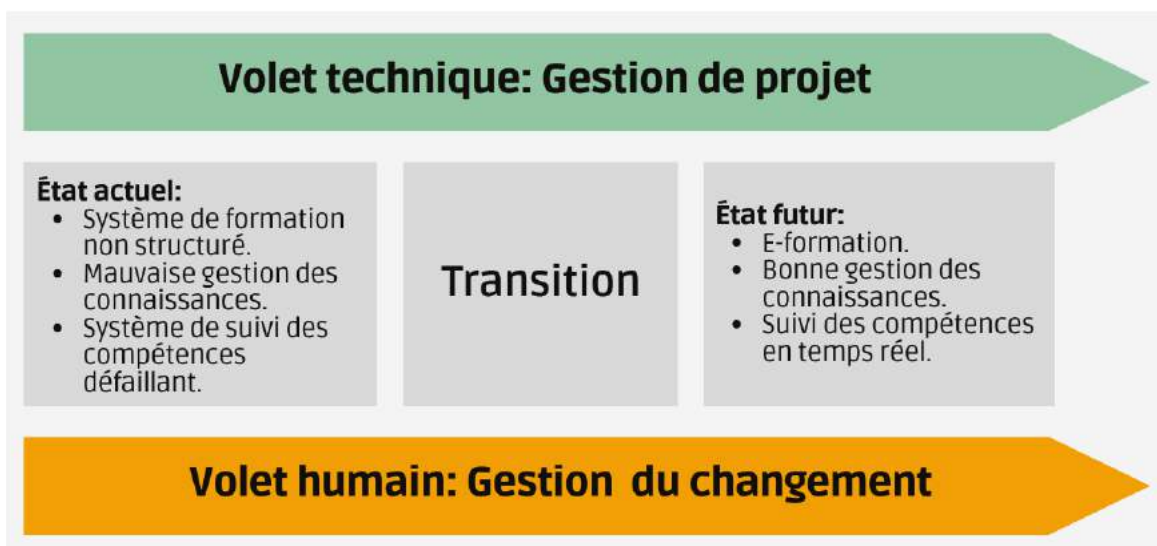 Volet technique: Gestion de projet
État actuel:
• Système de formation
non structuré.
• Mauvaise gestion des
connaissances.
• Système de suivi des
compétences
défaillant.
Transition
État futur:
• E-formation.
• Bonne gestion des
connaissances.
• Suivi des compétences
en temps réel.
Volet humain: Gestion du changement